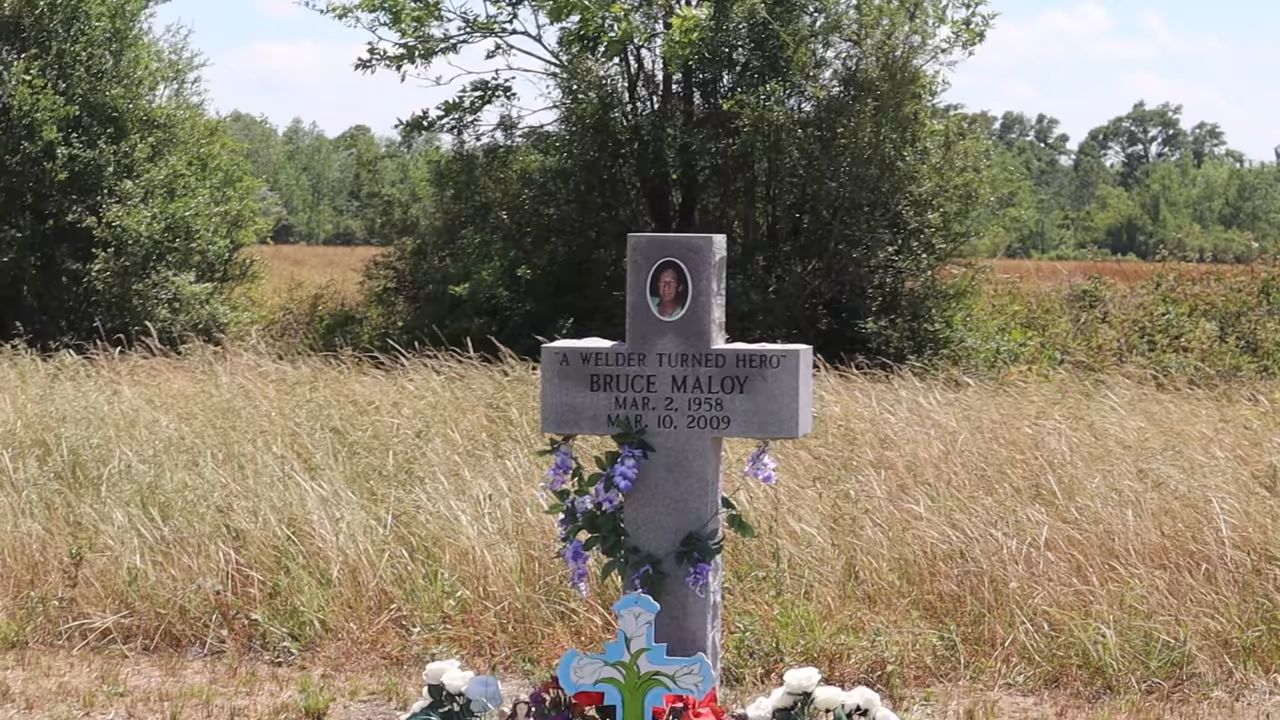 "A WELDER TURNED HERO"
BRUCE MALOY
MAR. 2, 1958
MAR. 10, 2009